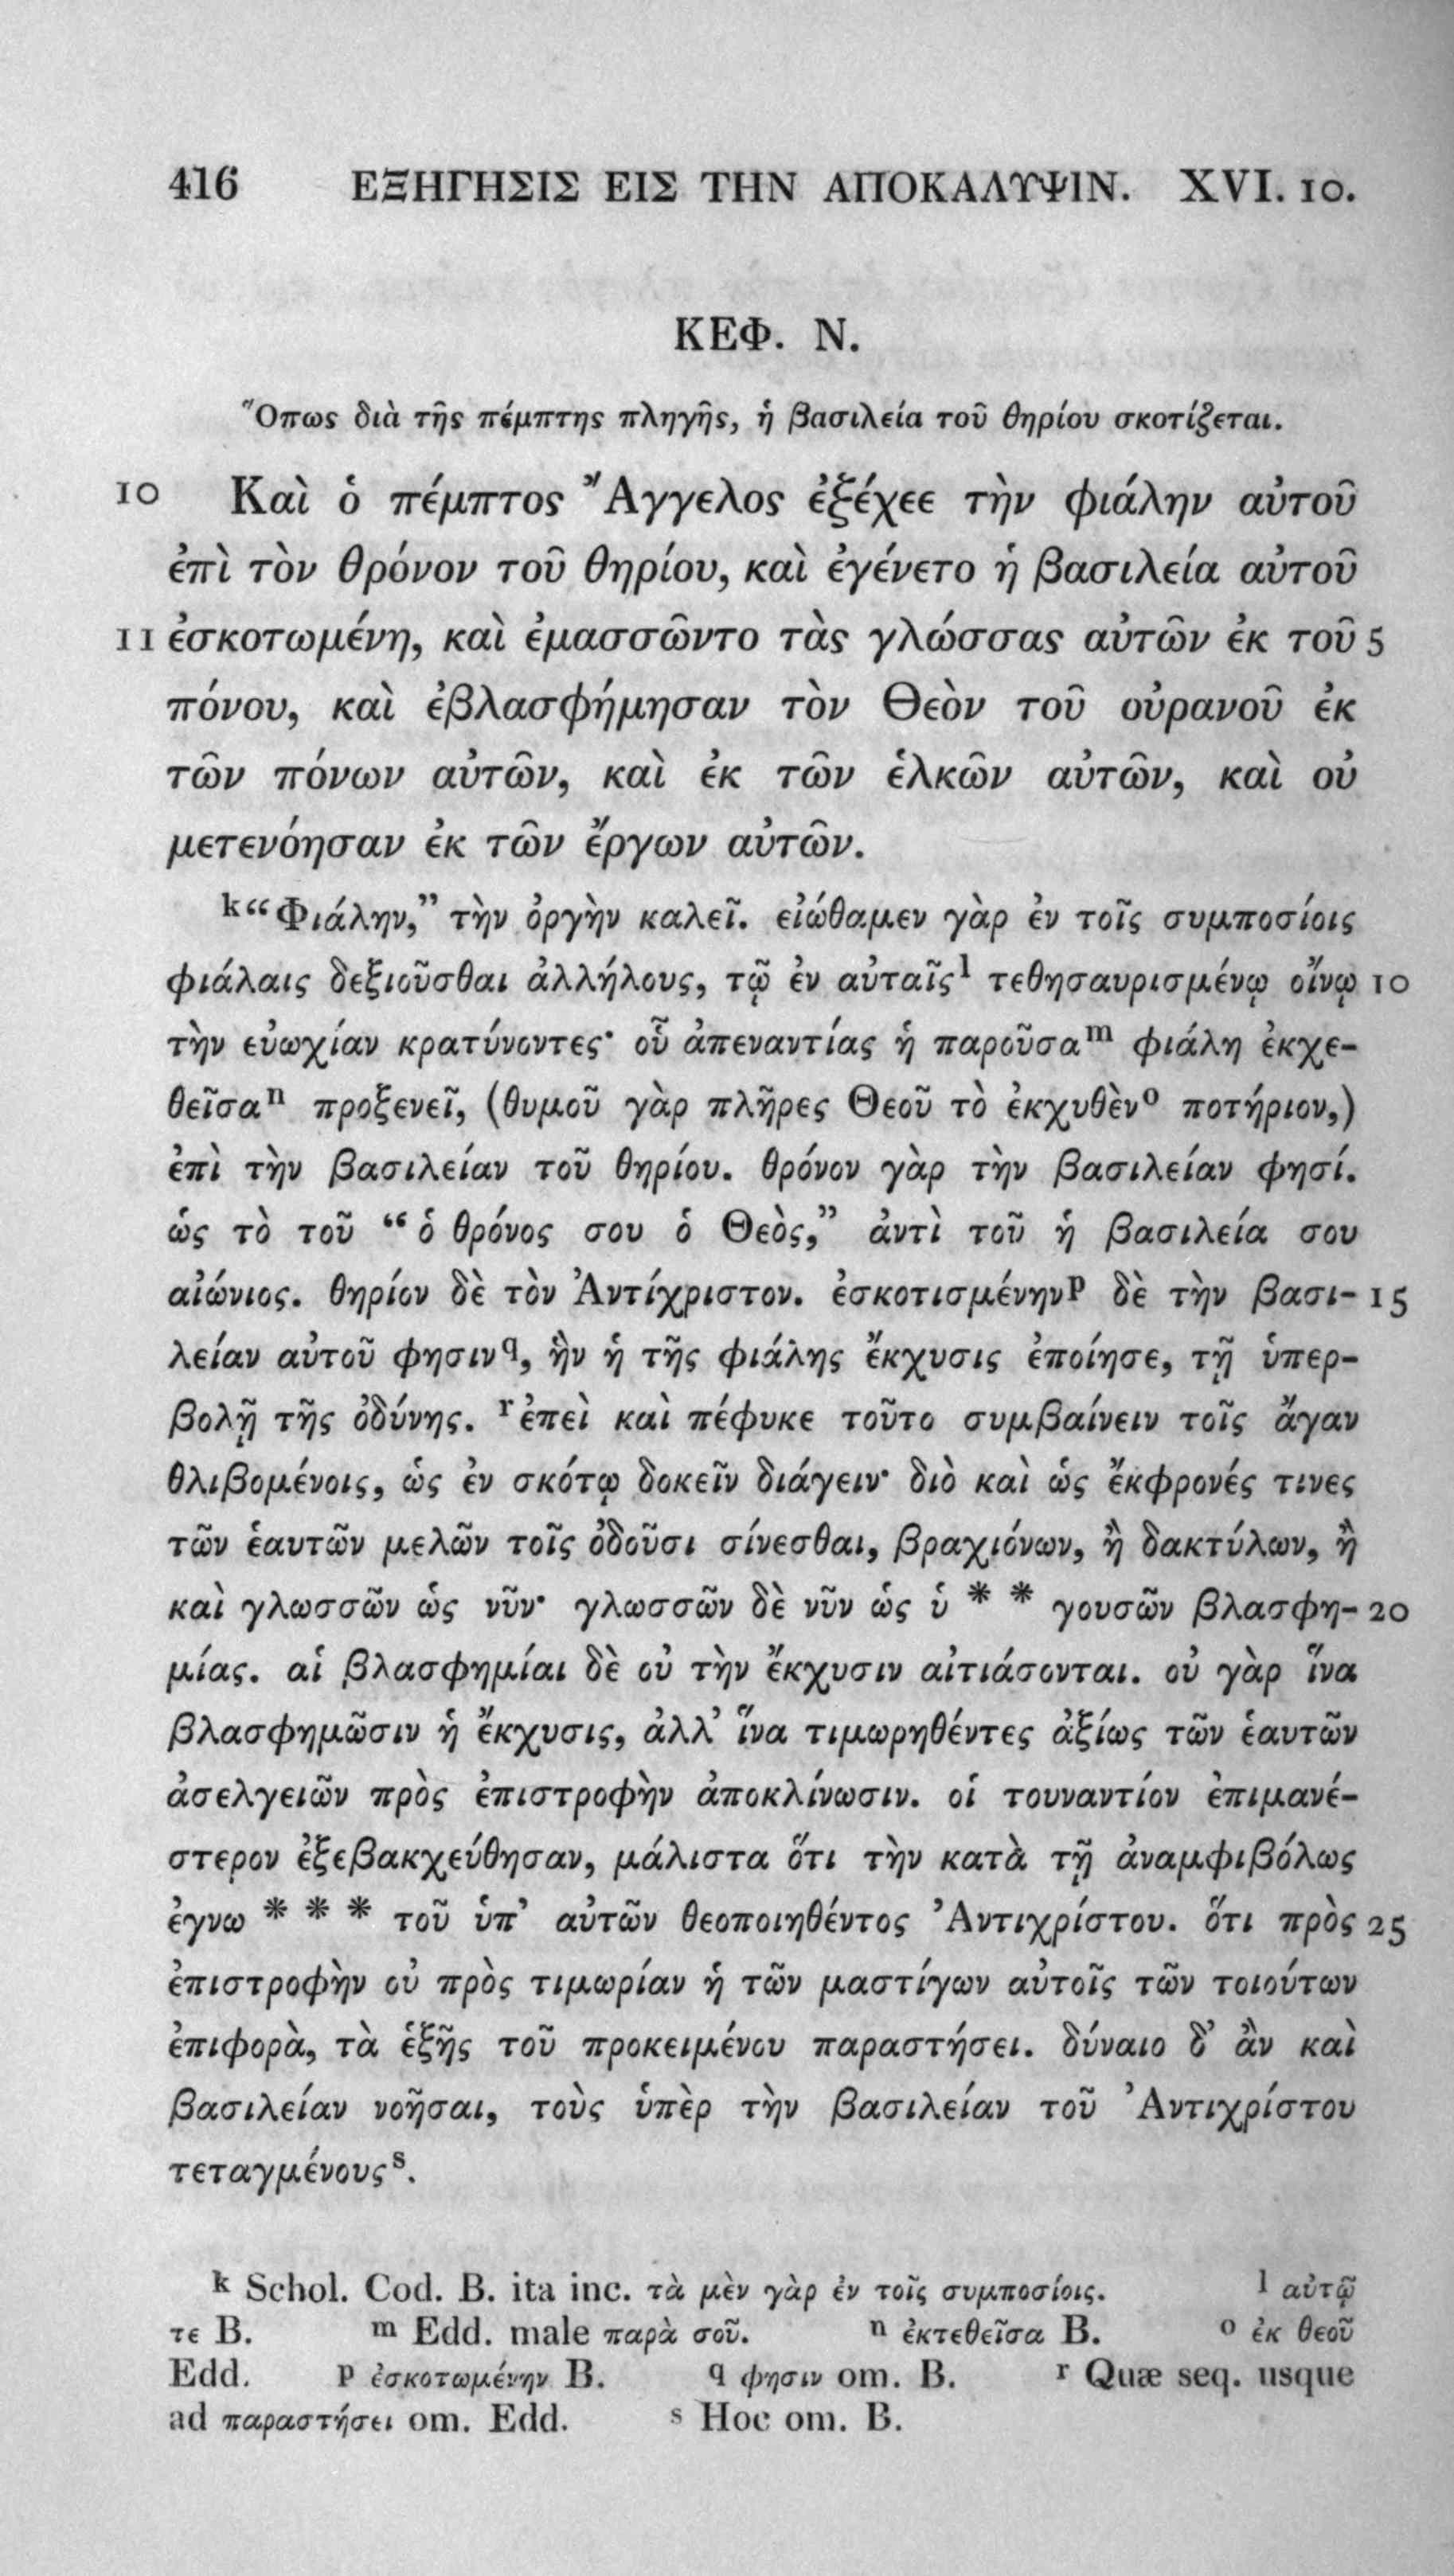 416 ΕΞΗΓΗΣΙΣ ΕΙΣ ΤΗΝ ΑΠΟΚΑΛΥΨΙΝ. XVI. 10.
ΚΕΦ. Ν.
Ὅπως διὰ τῆς πέμπτης πληγῆς, ἡ βασιλεία τοῦ θηρίου σκοτίζεται.
10 Καὶ ὁ πέμπτος Ἄγγελος ἐξέχεε τὴν φιάλην αὐτοῦ
ἐπὶ τὸν θρόνον τοῦ θηρίου, καὶ ἐγένετο ἡ βασιλεία αὐτοῦ
11 ἐσκοτωμένη, καὶ ἐμασσῶντο τὰς γλώσσας αὐτῶν ἐκ τοῦ 5
πόνου, καὶ ἐβλασφήμησαν τὸν Θεὸν τοῦ οὐρανοῦ ἐκ
τῶν πόνων αὐτῶν, καὶ ἐκ τῶν ἑλκῶν αὐτῶν, καὶ οὐ
μετενόησαν ἐκ τῶν ἔργων αὐτῶν.
k “Φιάλην,” τὴν ὀργὴν καλεῖ. εἰώθαμεν γὰρ ἐν τοῖς συμποσίοις
φιάλαις δεξιοῦσθαι ἀλλήλους, τῷ ἐν αὐταῖς l τεθησαυρισμένῳ οἴνῳ 10
τὴν εὐωχίαν κρατύνοντες· οὗ ἀπεναντίας ἡ παροῦσα m φιάλη ἐκχε-
θεῖσα n προξενεῖ, (θυμοῦ γὰρ πλῆρες Θεοῦ τὸ ἐκχυθὲν o ποτήριον,)
ἐπὶ τὴν βασιλείαν τοῦ θηρίου. θρόνον γὰρ τὴν βασιλείαν φησί.
ὡς τὸ τοῦ “ὁ θρόνος σου ὁ Θεὸς,” ἀντὶ τοῦ ἡ βασιλεία σου
αἰώνιος. θηρίον δὲ τὸν Ἀντίχριστον. ἐσκοτισμένην p δὲ τὴν βασι- 15
λείαν αὐτοῦ φησιν q, ἣν ἡ τῆς φιάλης ἔκχυσις ἐποίησε, τῇ ὑπερ-
βολῇ τῆς ὀδύνης. r ἐπεὶ καὶ πέφυκε τοῦτο συμβαίνειν τοῖς ἄγαν
θλιβομένοις, ὡς ἐν σκότῳ δοκεῖν διάγειν· διὸ καὶ ὡς ἔκφρονές τινες
τῶν ἑαυτῶν μελῶν τοῖς ὀδοῦσι σίνεσθαι, βραχιόνων, ἢ δακτύλων, ἢ
καὶ γλωσσῶν ὡς νῦν· γλωσσῶν δὲ νῦν ὡς ὑ * * γουσῶν βλασφη- 20
μίας. αἱ βλασφημίαι δὲ οὐ τὴν ἔκχυσιν αἰτιάσονται. οὐ γὰρ ἵνα
βλασφημῶσιν ἡ ἔκχυσις, ἀλλ’ ἵνα τιμωρηθέντες ἀξίως τῶν ἑαυτῶν
ἀσελγειῶν πρὸς ἐπιστροφὴν ἀποκλίνωσιν. οἱ τουναντίον ἐπιμανέ-
στερον ἐξεβακχεύθησαν, μάλιστα ὅτι τὴν κατὰ τῇ ἀναμφιβόλως
ἐγνω * * * τοῦ ὑπ’ αὐτῶν θεοποιηθέντος Ἀντιχρίστου. ὅτι πρὸς 25
ἐπιστροφὴν οὐ πρὸς τιμωρίαν ἡ τῶν μαστίγων αὐτοῖς τῶν τοιούτων
ἐπιφορὰ, τὰ ἑξῆς τοῦ προκειμένου παραστήσει. δύναιο δ’ ἂν καὶ
βασιλείαν νοῆσαι, τοὺς ὑπὲρ τὴν βασιλείαν τοῦ Ἀντιχρίστου
τεταγμένους s.
k Schol. Cod. B. ita inc. τὰ μὲν γὰρ ἐν τοῖς συμποσίοις. l αὐτῷ
τε B. m Edd. male παρὰ σοῦ. n ἐκτεθεῖσα B. o ἐκ θεοῦ
Edd. p ἐσκοτωμένην B. q φησιν om. B. r Quæ seq. usque
ad παραστήσει om. Edd. s Hoc om. B.